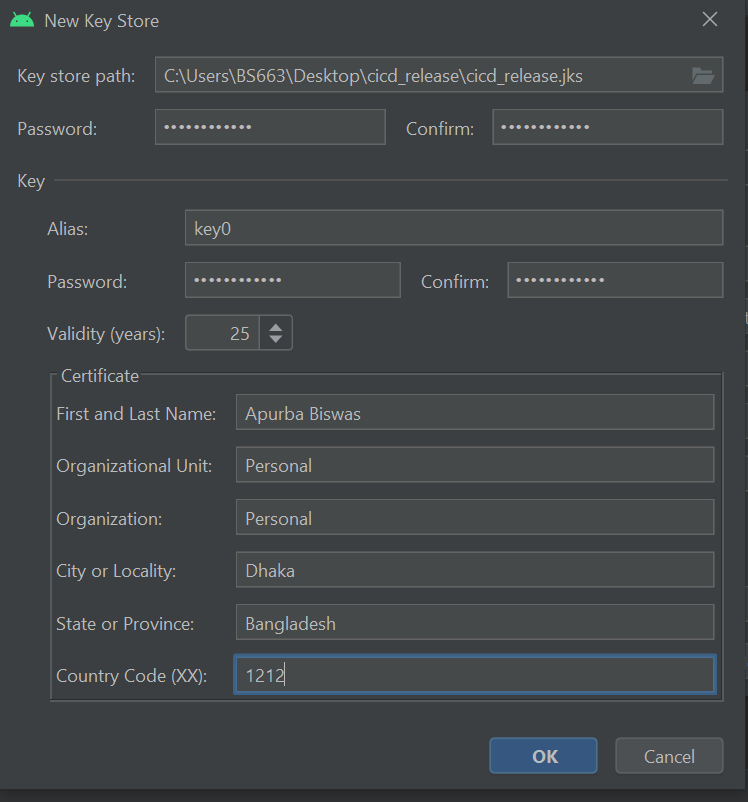 New Key Store
Key store path: C:\Users\BS663\Desktop\cicd_release\cicd_release.jks
Password: •••••••••••• Confirm: ••••••••••••
Key
Alias: key0
Password: •••••••••••• Confirm: ••••••••••••
Validity (years): 25
Certificate
First and Last Name: Apurba Biswas
Organizational Unit: Personal
Organization: Personal
City or Locality: Dhaka
State or Province: Bangladesh
Country Code (XX): 1212
OK Cancel